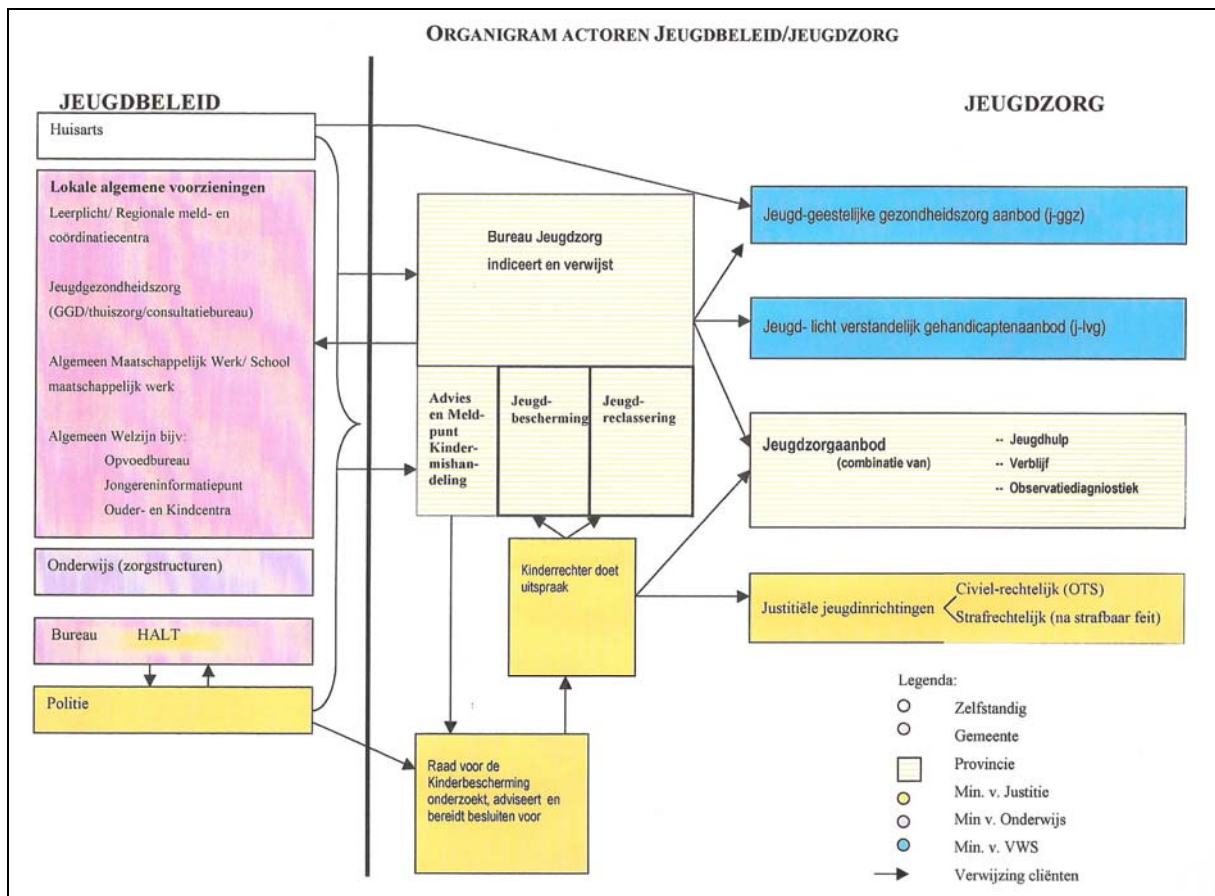 ORGANIGRAM ACTOREN JEUGDBELEID/JEUGDZORG
JEUGDBELEID
Huisarts
Lokale algemene voorzieningen
Leerplicht/ Regionale meld- en
coördinatiecentra
Jeugdgezondheidszorg
(GGD/thuiszorg/consultatiebureau)
Algemeen Maatschappelijk Werk/ School
maatschappelijk werk
Algemeen Welzijn bijv:
Opvoedbureau
Jongereninformatiepunt
Ouder- en Kindcentra
Onderwijs (zorgstructuren)
Bureau HALT
Politie
Bureau Jeugdzorg
indiceert en verwijst
Advies
en Meld-
punt
Kinder-
mishan-
deling
Jeugd-
bescherming
Jeugd-
reclassering
Kinderrechter doet
uitspraak
Raad voor de
Kinderbescherming
onderzoekt, adviseert en
bereidt besluiten voor
JEUGDZORG
Jeugd-geestelijke gezondheidszorg aanbod (j-ggz)
Jeugd- licht verstandelijk gehandicaptenaanbod (j-lvg)
Jeugdzorgaanbod
(combinatie van)
-- Jeugdhulp
-- Verblijf
-- Observatiediagniostiek
Justitiële jeugdinrichtingen
Civiel-rechtelijk (OTS)
Strafrechtelijk (na strafbaar feit)
Legenda:
Zelfstandig
Gemeente
Provincie
Min. v. Justitie
Min v. Onderwijs
Min. v. VWS
Verwijzing cliënten